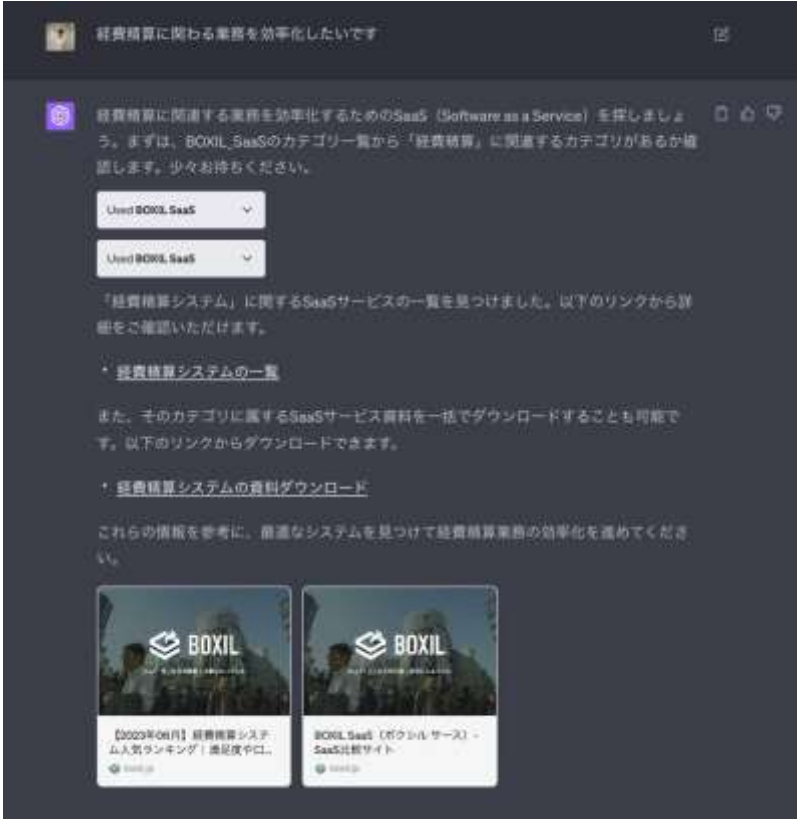 経費精算に関わる業務を効率化したいです
経費精算に関連する業務を効率化するためのSaaS（Software as a Service）を探しましょ
う。まずは、BOXIL_SaaSのカテゴリ一覧から「経費精算」に関連するカテゴリがあるか確
認します。少々お待ちください。
Used BOXIL SaaS
Used BOXIL SaaS
「経費精算システム」に関するSaaSサービスの一覧を見つけました。以下のリンクから詳
細をご確認いただけます。
• 経費精算システムの一覧
また、そのカテゴリに属するSaaSサービス資料を一括でダウンロードすることも可能で
す。以下のリンクからダウンロードできます。
• 経費精算システムの資料ダウンロード
これらの情報を参考に、最適なシステムを見つけて経費精算業務の効率化を進めてくださ
い。
BOXIL
BOXIL
【2023年06月】経費精算システ
ム人気ランキング｜満足度や口...
BOXIL SaaS（ボクシル サース）-
SaaS比較サイト